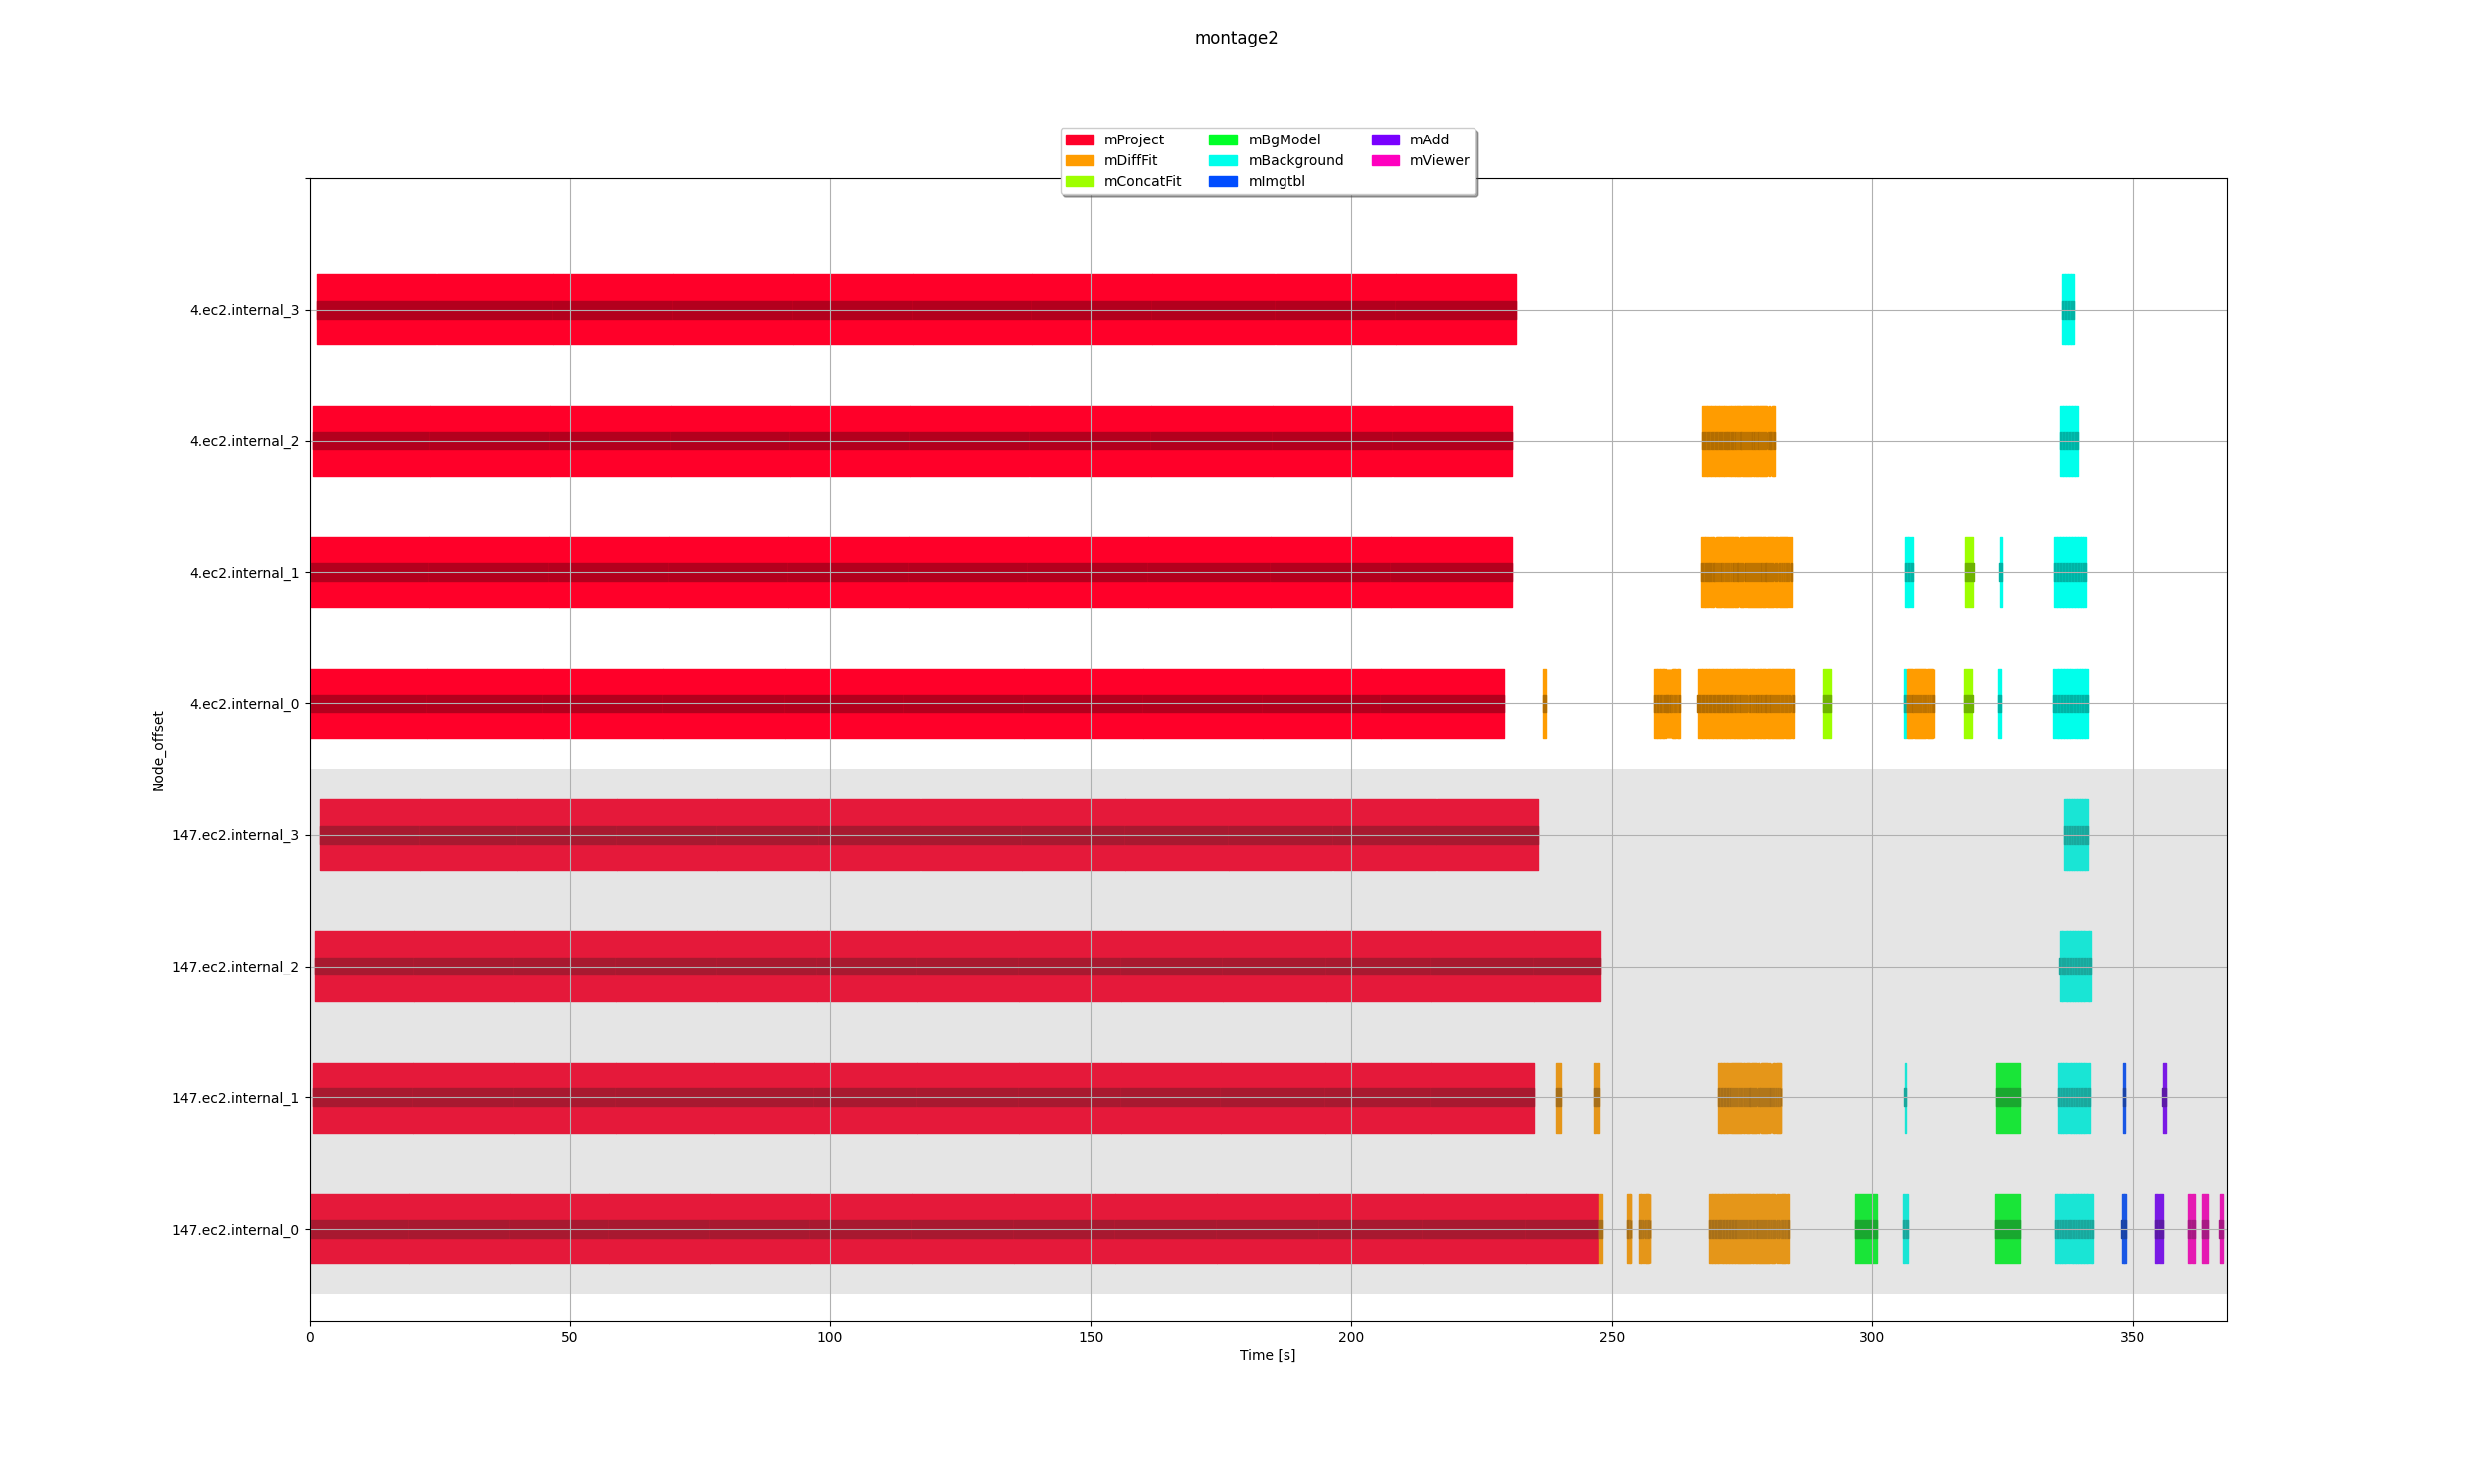 montage2
mProject mBgModel mAdd
mDiffFit mBackground mViewer
mConcatFit mImgtbl
4.ec2.internal_3
4.ec2.internal_2
4.ec2.internal_1
4.ec2.internal_0
147.ec2.internal_3
147.ec2.internal_2
147.ec2.internal_1
147.ec2.internal_0
Node_offset
0 50 100 150 200 250 300 350
Time [s]